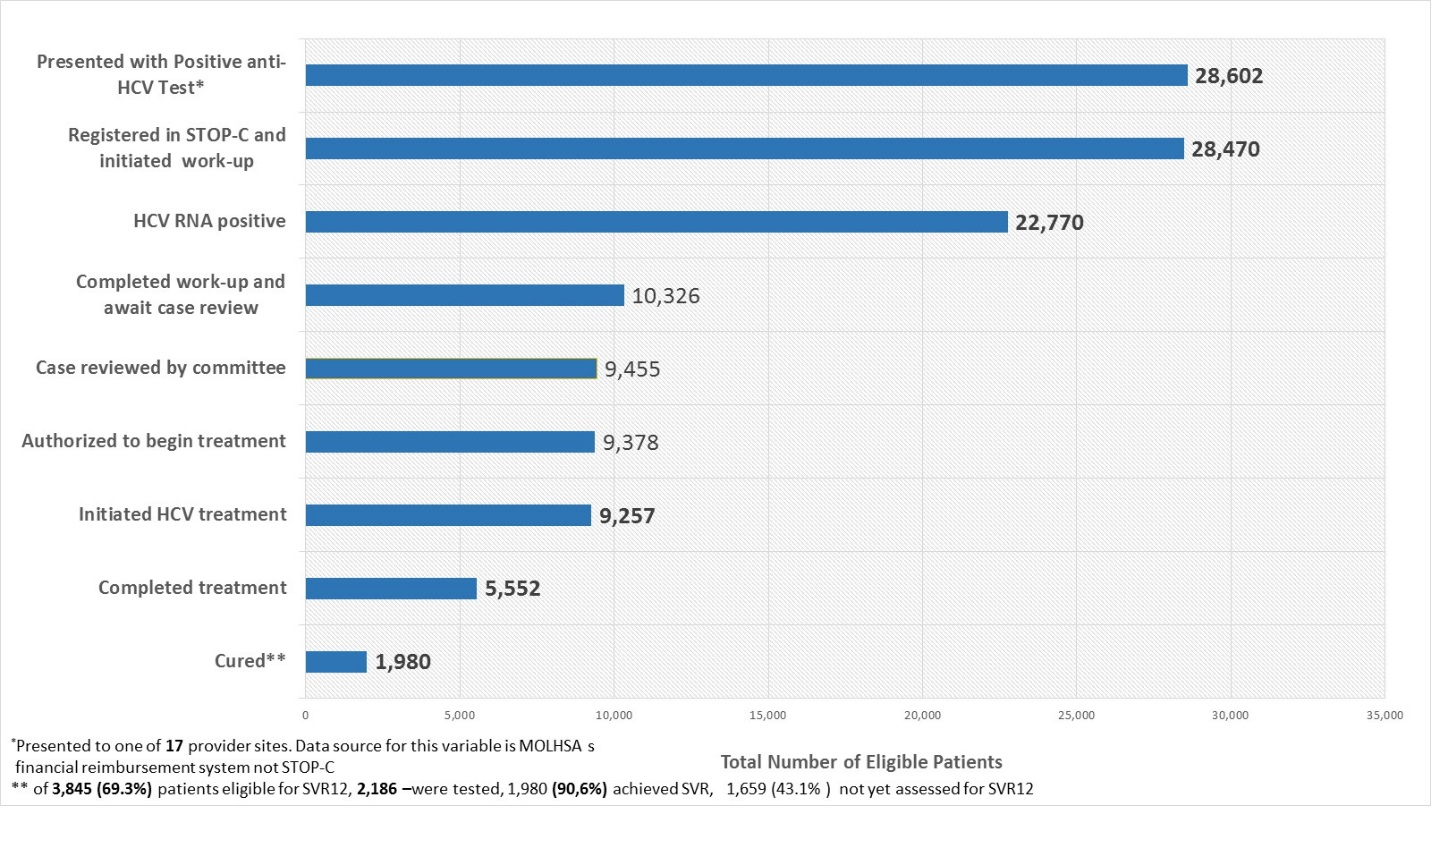 Presented with Positive anti-
HCV Test*
28,602
Registered in STOP-C and
initiated work-up
28,470
HCV RNA positive
22,770
Completed work-up and
await case review
10,326
Case reviewed by committee
9,455
Authorized to begin treatment
9,378
Initiated HCV treatment
9,257
Completed treatment
5,552
Cured**
1,980
0 5,000 10,000 15,000 20,000 25,000 30,000 35,000
Total Number of Eligible Patients
*Presented to one of 17 provider sites. Data source for this variable is MOLHSA s
financial reimbursement system not STOP-C
** of 3,845 (69.3%) patients eligible for SVR12, 2,186 –were tested, 1,980 (90,6%) achieved SVR, 1,659 (43.1% ) not yet assessed for SVR12